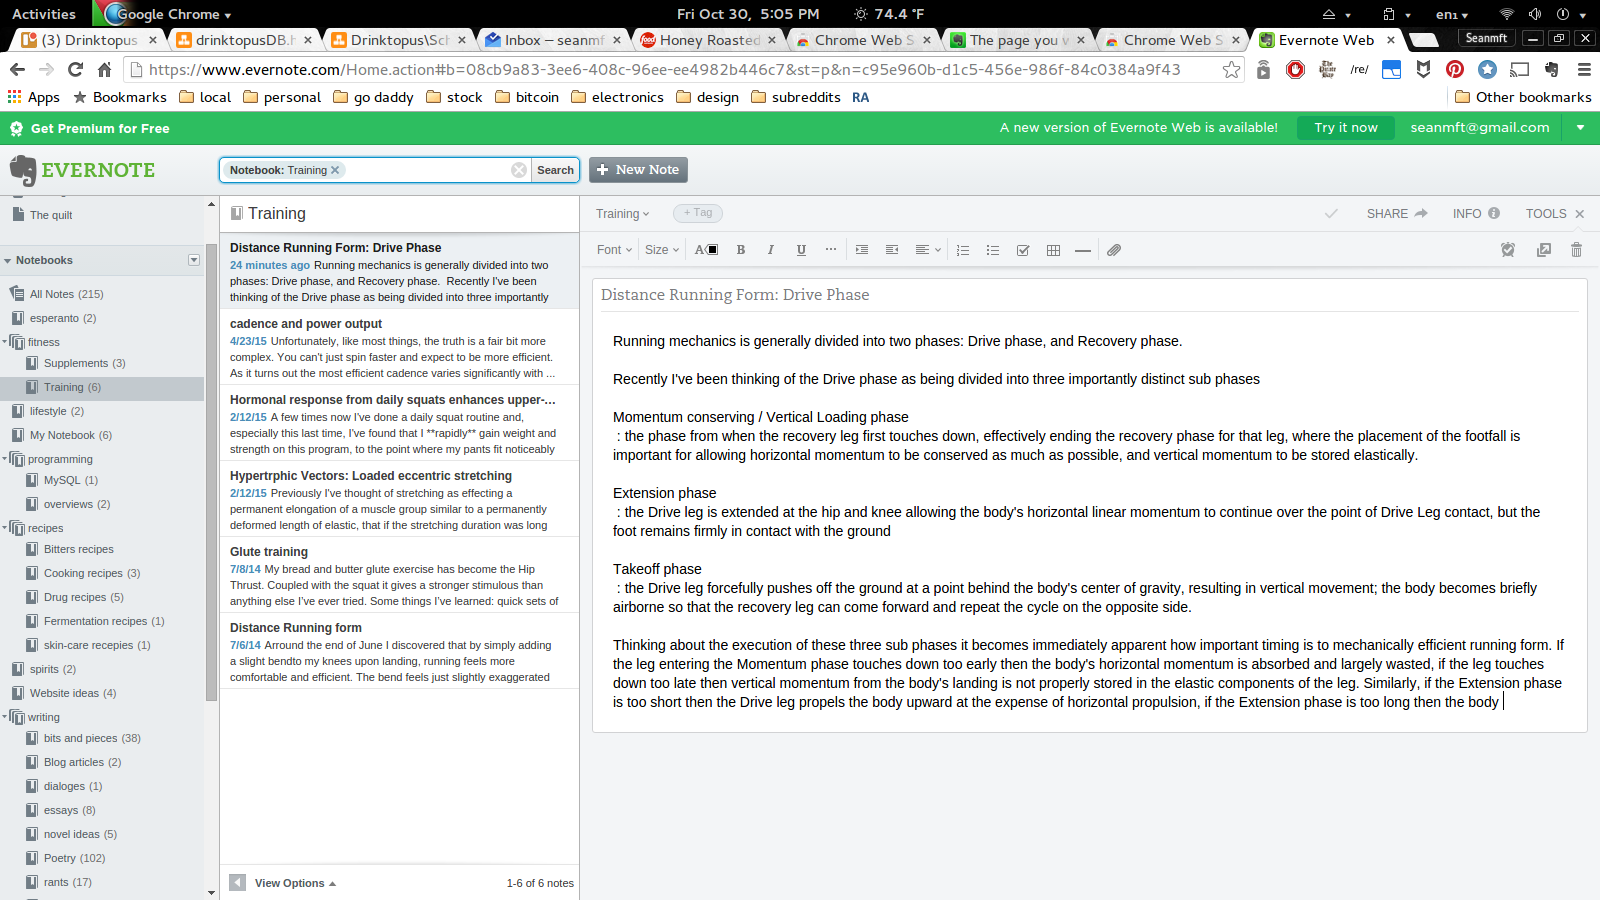 Activities
Google Chrome
Fri Oct 30, 5:05 PM
74.4 °F
en1
(3) Drinktopus
drinktopusDB.h
Drinktopus\Sch
Inbox – seanmf
Honey Roasted
Chrome Web S
The page you w
Chrome Web S
Evernote Web
Seanmft
https://www.evernote.com/Home.action#b=08cb9a83-3ee6-408c-96ee-ee4982b446c7&st=p&n=c95e960b-d1c5-456e-986f-84c0384a9f43
/re/
Apps
Bookmarks
local
personal
go daddy
stock
bitcoin
electronics
design
subreddits
RA
Other bookmarks
Get Premium for Free
A new version of Evernote Web is available!
Try it now
seanmft@gmail.com
EVERNOTE
Notebook: Training
Search
New Note
The quilt
Notebooks
All Notes (215)
esperanto (2)
fitness
Supplements (3)
Training (6)
lifestyle (2)
My Notebook (6)
programming
MySQL (1)
overviews (2)
recipes
Bitters recipes
Cooking recipes (3)
Drug recipes (5)
Fermentation recipes (1)
skin-care recepies (1)
spirits (2)
Website ideas (4)
writing
bits and pieces (38)
Blog articles (2)
dialoges (1)
essays (8)
novel ideas (5)
Poetry (102)
rants (17)
Training
Distance Running Form: Drive Phase
24 minutes ago Running mechanics is generally divided into two
phases: Drive phase, and Recovery phase. Recently I've been
thinking of the Drive phase as being divided into three importantly
cadence and power output
4/23/15 Unfortunately, like most things, the truth is a fair bit more
complex. You can't just spin faster and expect to be more efficient.
As it turns out the most efficient cadence varies significantly with ...
Hormonal response from daily squats enhances upper-...
2/12/15 A few times now I've done a daily squat routine and,
especially this last time, I've found that I **rapidly** gain weight and
strength on this program, to the point where my pants fit noticeably
Hypertrphic Vectors: Loaded eccentric stretching
2/12/15 Previously I've thought of stretching as effecting a
permanent elongation of a muscle group similar to a permanently
deformed length of elastic, that if the stretching duration was long
Glute training
7/8/14 My bread and butter glute exercise has become the Hip
Thrust. Coupled with the squat it gives a stronger stimulous than
anything else I've ever tried. Some things I've learned: quick sets of
Distance Running form
7/6/14 Arround the end of June I discovered that by simply adding
a slight bendto my knees upon landing, running feels more
comfortable and efficient. The bend feels just slightly exaggerated
View Options
1-6 of 6 notes
Training
+ Tag
SHARE
INFO
TOOLS
Font
Size
A
B
I
U
Distance Running Form: Drive Phase
Running mechanics is generally divided into two phases: Drive phase, and Recovery phase.
Recently I've been thinking of the Drive phase as being divided into three importantly distinct sub phases
Momentum conserving / Vertical Loading phase
: the phase from when the recovery leg first touches down, effectively ending the recovery phase for that leg, where the placement of the footfall is
important for allowing horizontal momentum to be conserved as much as possible, and vertical momentum to be stored elastically.
Extension phase
: the Drive leg is extended at the hip and knee allowing the body's horizontal linear momentum to continue over the point of Drive Leg contact, but the
foot remains firmly in contact with the ground
Takeoff phase
: the Drive leg forcefully pushes off the ground at a point behind the body's center of gravity, resulting in vertical movement; the body becomes briefly
airborne so that the recovery leg can come forward and repeat the cycle on the opposite side.
Thinking about the execution of these three sub phases it becomes immediately apparent how important timing is to mechanically efficient running form. If
the leg entering the Momentum phase touches down too early then the body's horizontal momentum is absorbed and largely wasted, if the leg touches
down too late then vertical momentum from the body's landing is not properly stored in the elastic components of the leg. Similarly, if the Extension phase
is too short then the Drive leg propels the body upward at the expense of horizontal propulsion, if the Extension phase is too long then the body